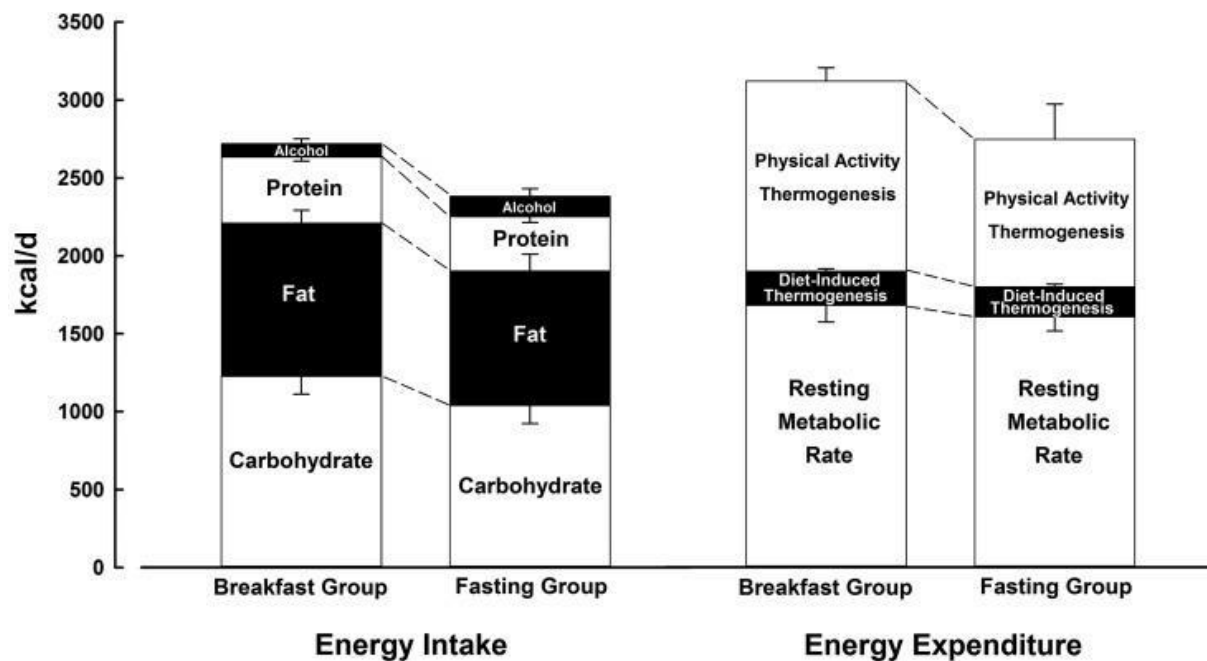 3500
3000
2500
2000
1500
1000
500
0
kcal/d
Alcohol
Protein
Fat
Carbohydrate
Alcohol
Protein
Fat
Carbohydrate
Physical Activity
Thermogenesis
Diet-Induced
Thermogenesis
Resting
Metabolic
Rate
Physical Activity
Thermogenesis
Diet-Induced
Thermogenesis
Resting
Metabolic
Rate
Breakfast Group
Fasting Group
Breakfast Group
Fasting Group
Energy Intake
Energy Expenditure